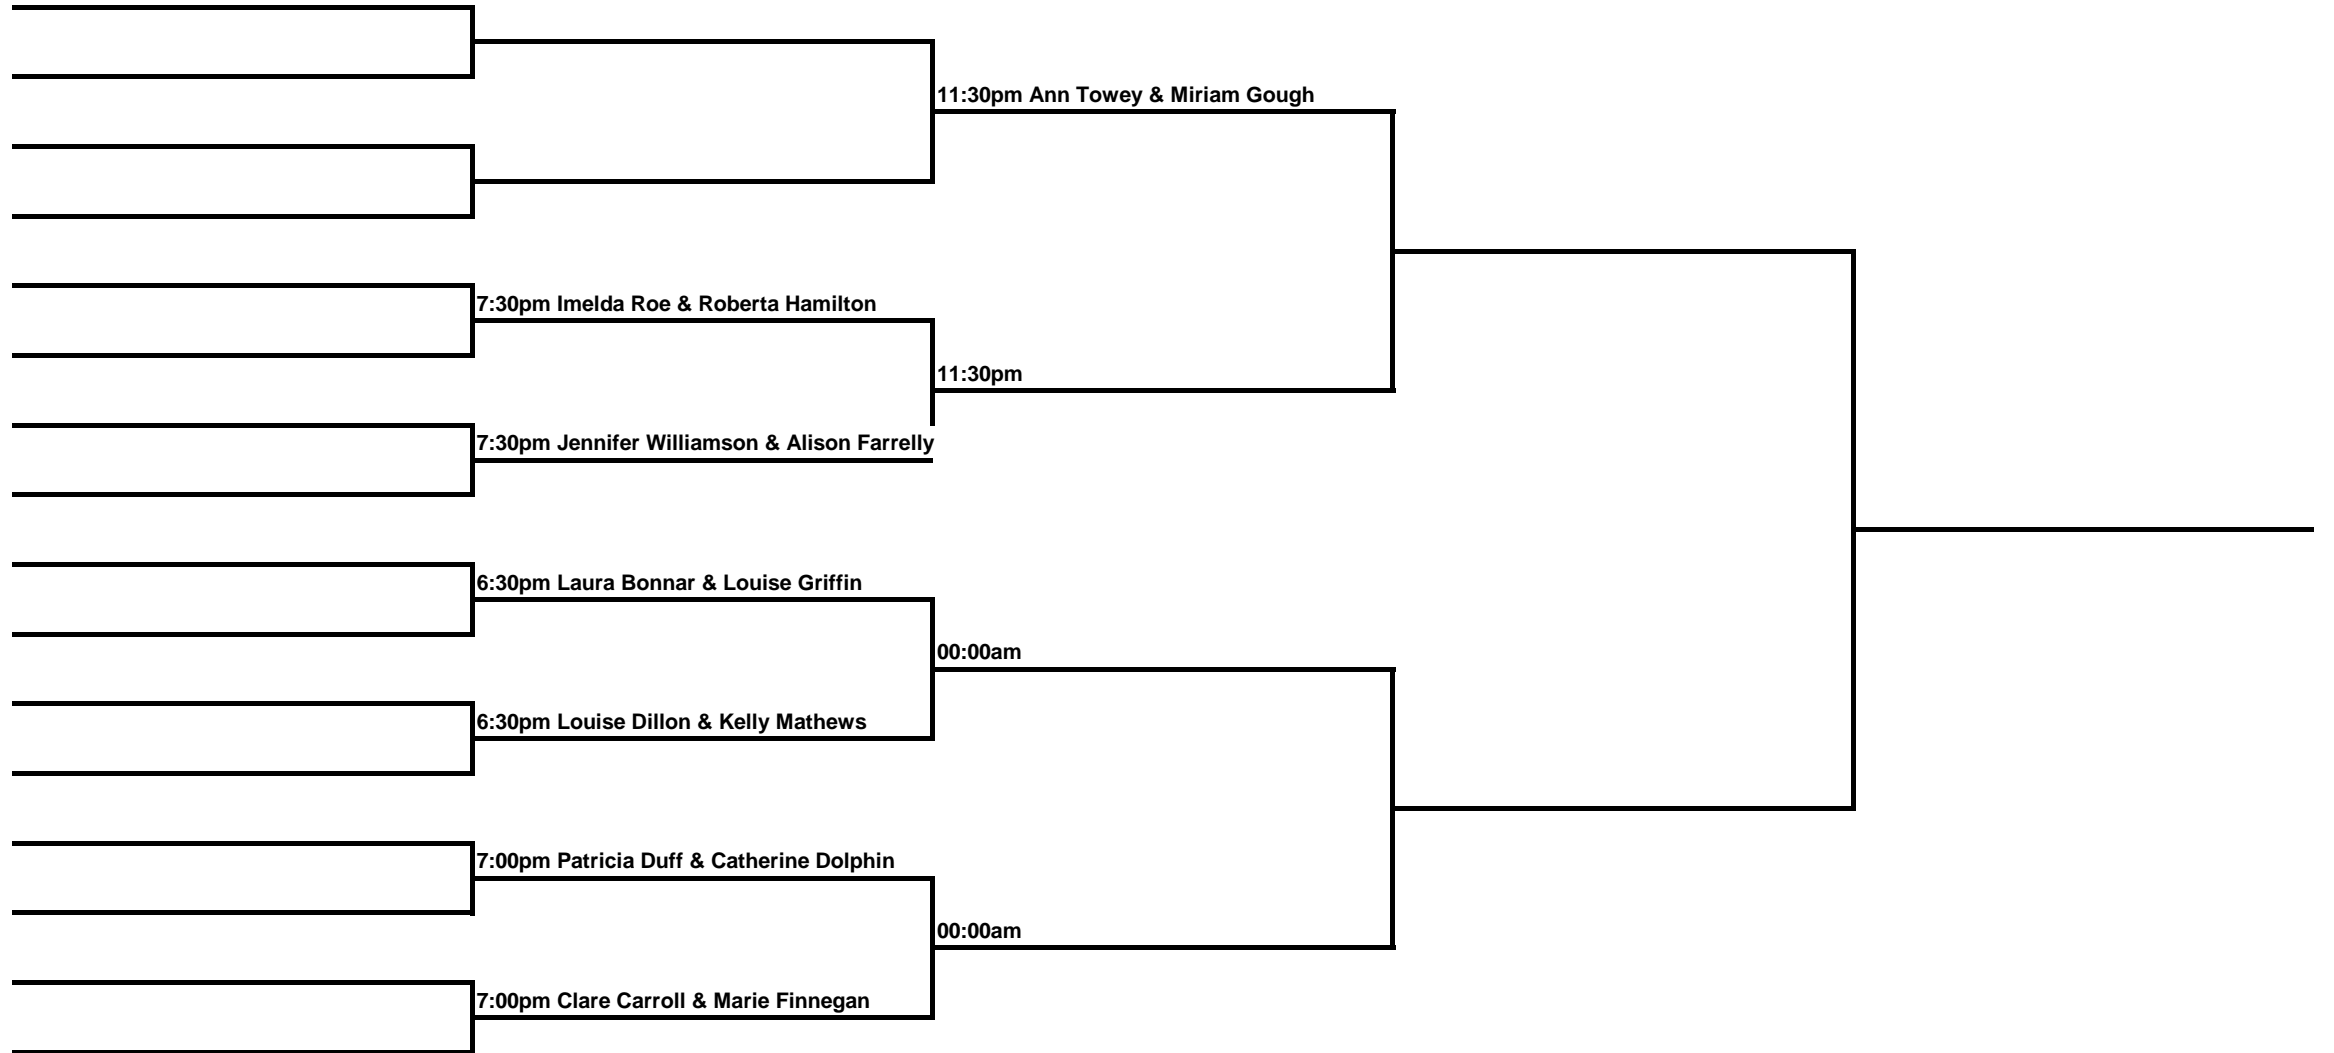 11:30pm Ann Towey & Miriam Gough
7:30pm Imelda Roe & Roberta Hamilton
11:30pm
7:30pm Jennifer Williamson & Alison Farrelly
6:30pm Laura Bonnar & Louise Griffin
00:00am
6:30pm Louise Dillon & Kelly Mathews
7:00pm Patricia Duff & Catherine Dolphin
00:00am
7:00pm Clare Carroll & Marie Finnegan